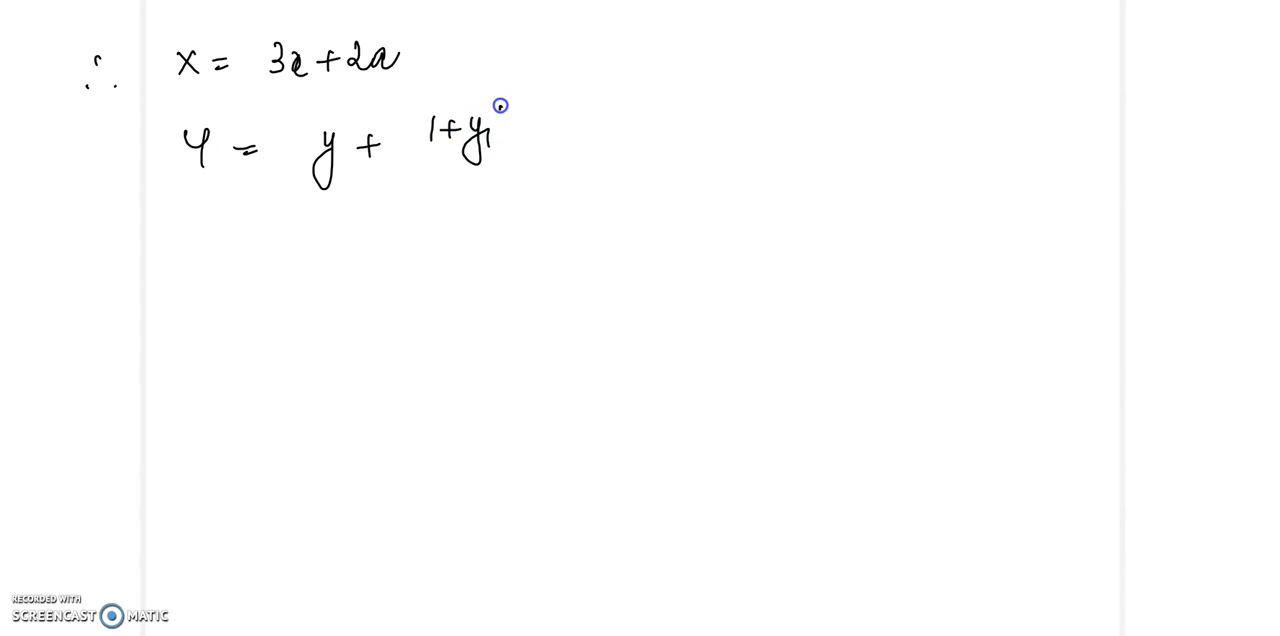 ∴ x = 3x + 2a
Y = y + 1 + y₁
RECORDED WITH
SCREENCAST MATIC